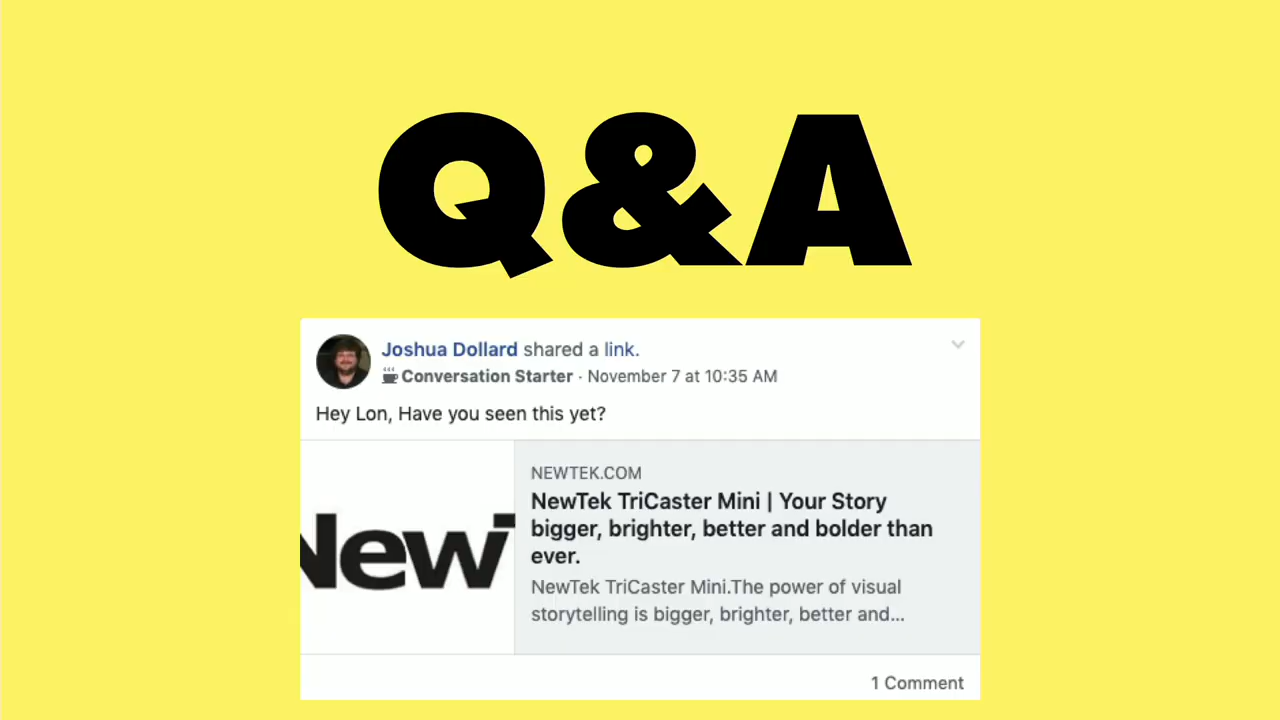 Q&A
Joshua Dollard shared a link.
Conversation Starter · November 7 at 10:35 AM
Hey Lon, Have you seen this yet?
NewT
NEWTEK.COM
NewTek TriCaster Mini | Your Story
bigger, brighter, better and bolder than
ever.
NewTek TriCaster Mini.The power of visual
storytelling is bigger, brighter, better and...
1 Comment